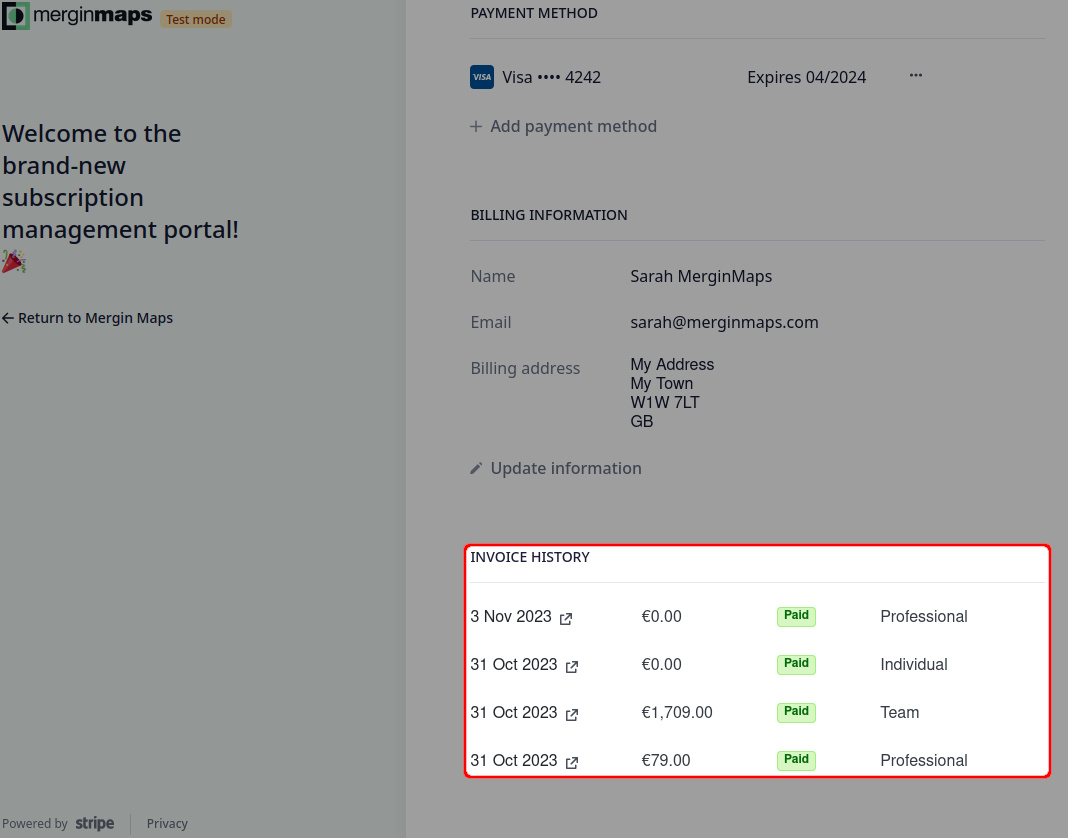 merginmaps Test mode
Welcome to the
brand-new
subscription
management portal!
Return to Mergin Maps
Powered by stripe Privacy
PAYMENT METHOD
VISA Visa •••• 4242 Expires 04/2024 •••
+ Add payment method
BILLING INFORMATION
Name Sarah MerginMaps
Email sarah@merginmaps.com
Billing address My Address
My Town
W1W 7LT
GB
Update information
INVOICE HISTORY
3 Nov 2023 €0.00 Paid Professional
31 Oct 2023 €0.00 Paid Individual
31 Oct 2023 €1,709.00 Paid Team
31 Oct 2023 €79.00 Paid Professional